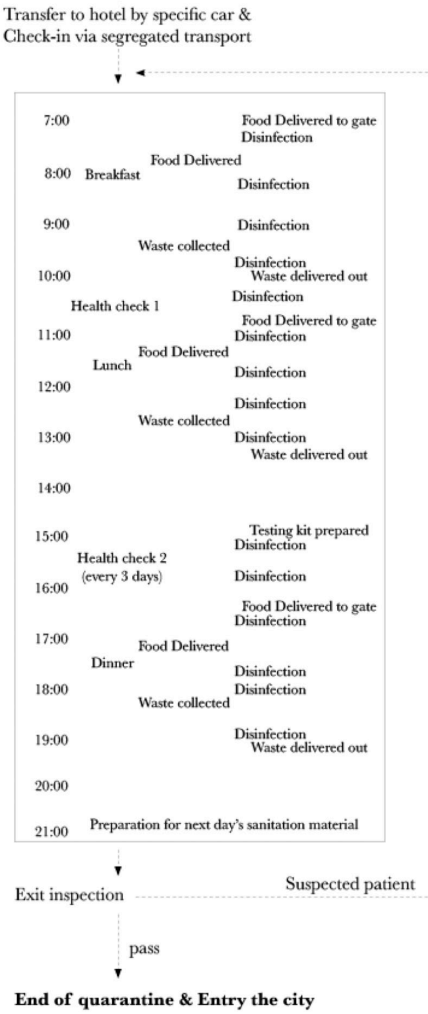 Transfer to hotel by specific car &
Check-in via segregated transport
7:00 Food Delivered to gate
Disinfection
Food Delivered
8:00 Breakfast
Disinfection
9:00 Disinfection
Waste collected
Disinfection
10:00 Waste delivered out
Disinfection
Health check 1
Food Delivered to gate
11:00 Disinfection
Food Delivered
Lunch
Disinfection
12:00
Disinfection
Waste collected
13:00 Disinfection
Waste delivered out
14:00
Testing kit prepared
15:00
Disinfection
Health check 2
(every 3 days) Disinfection
16:00
Food Delivered to gate
Disinfection
17:00
Food Delivered
Dinner
Disinfection
18:00 Disinfection
Waste collected
Disinfection
19:00
Waste delivered out
20:00
21:00 Preparation for next day's sanitation material
Exit inspection Suspected patient
pass
End of quarantine & Entry the city